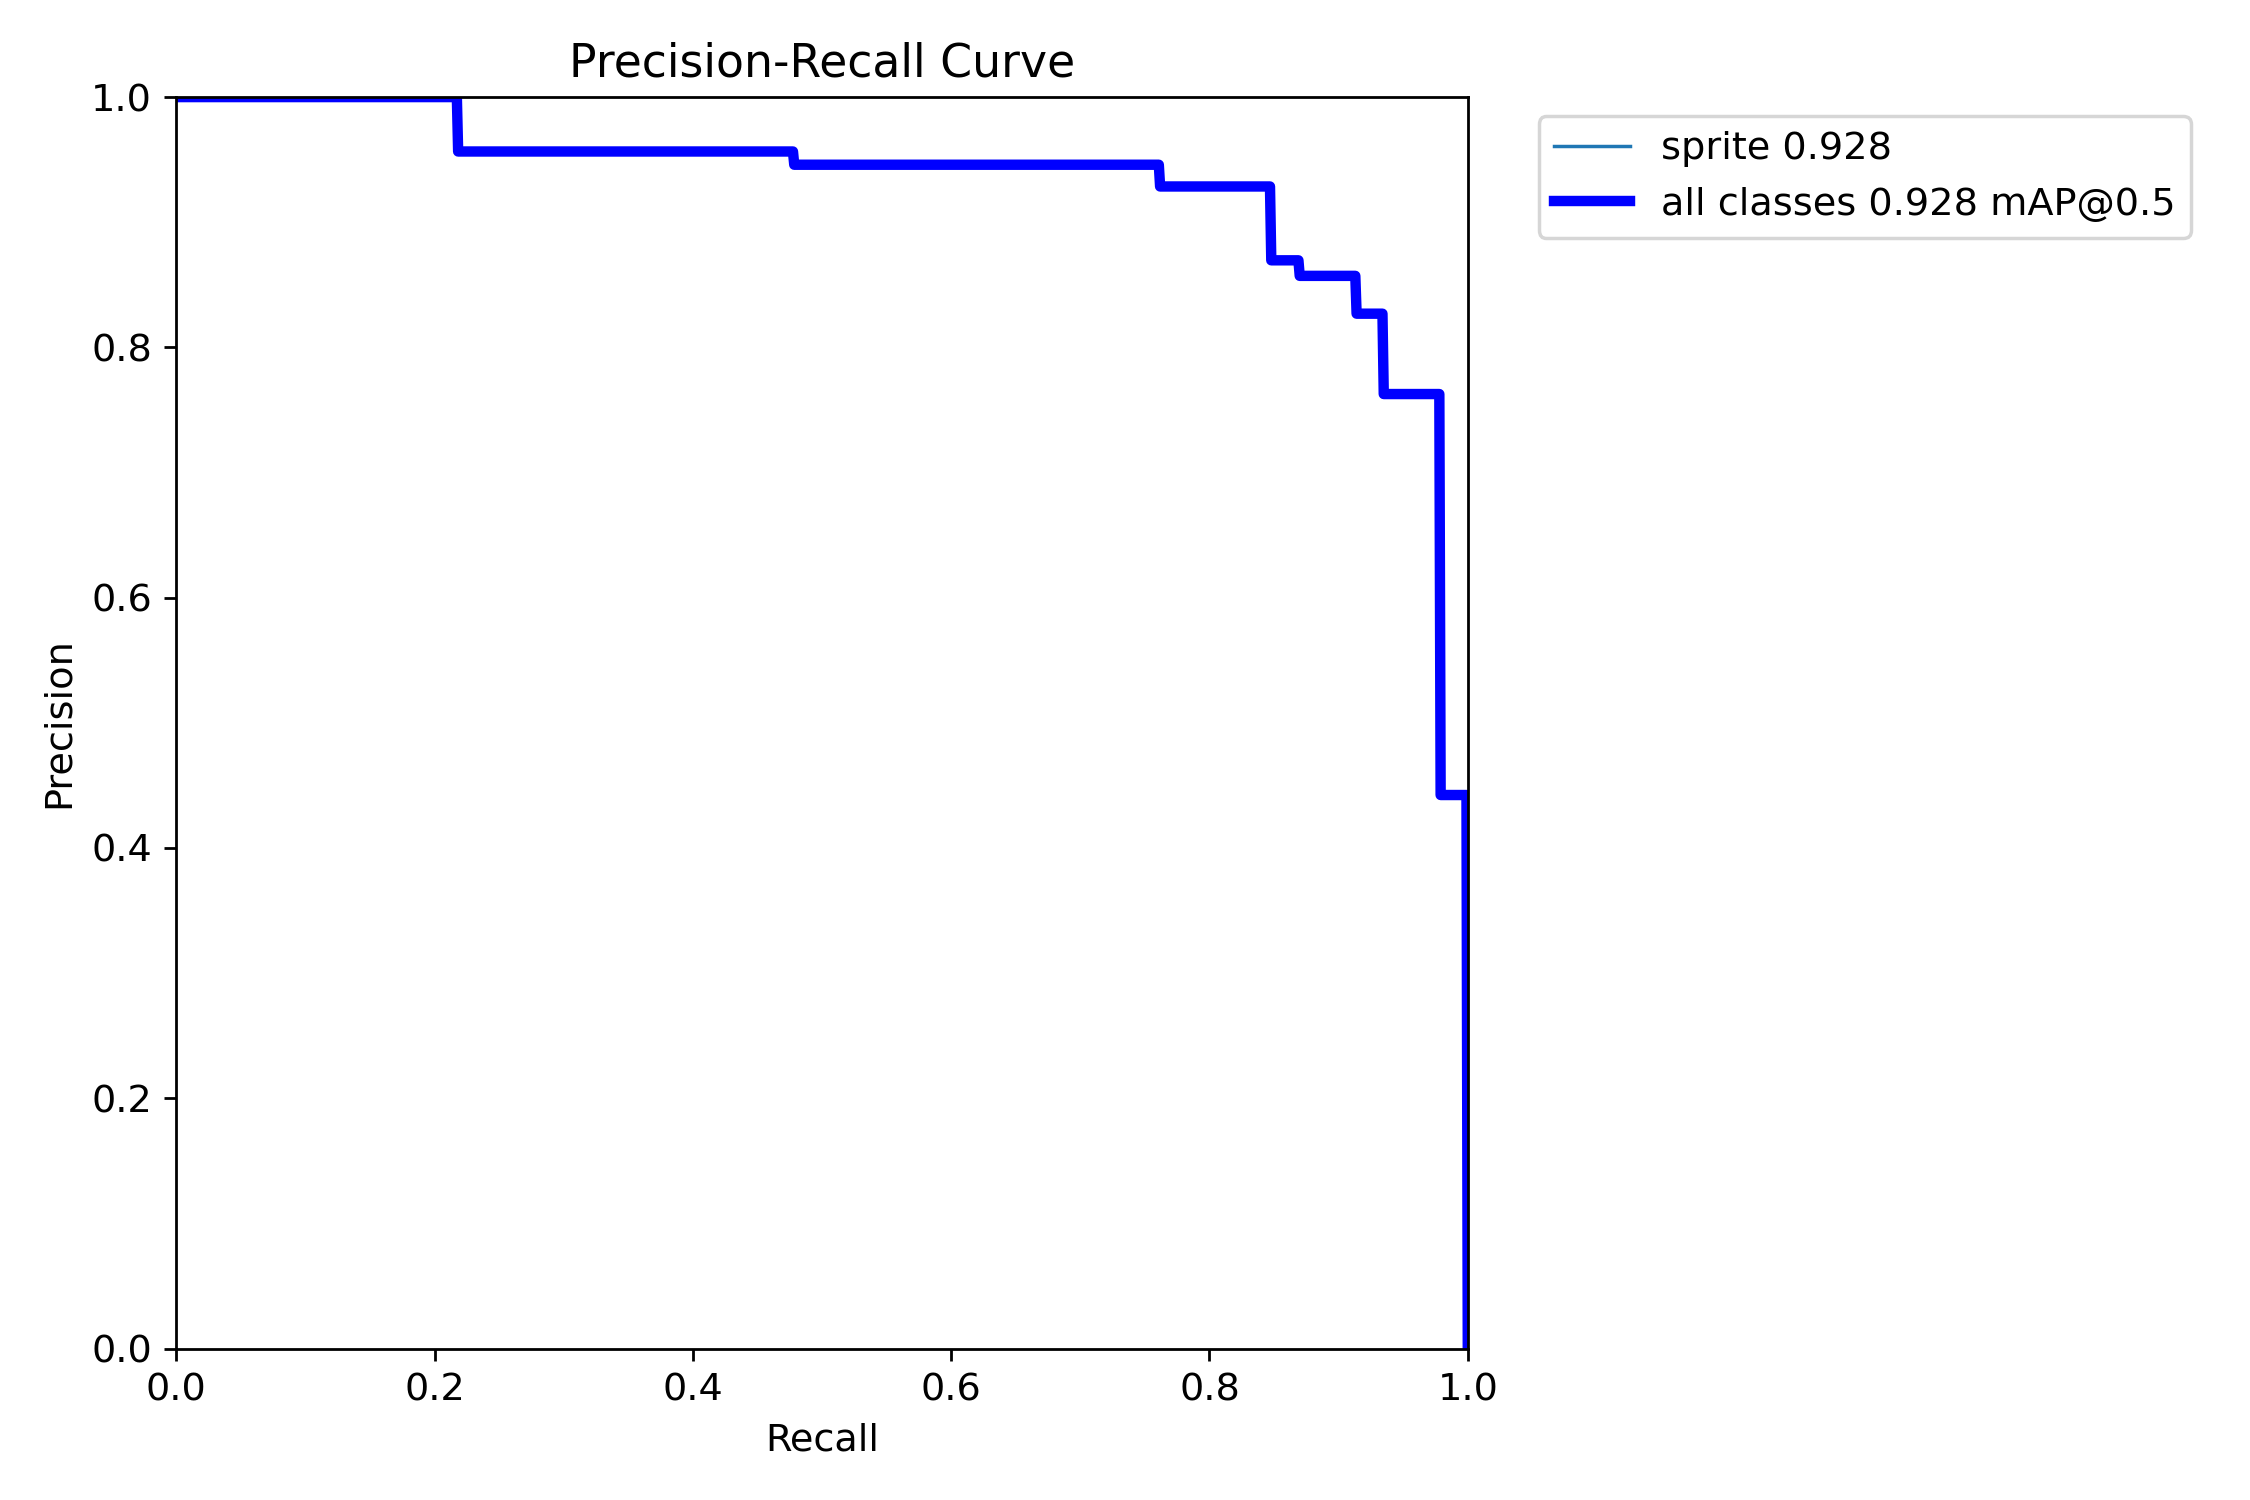 Precision-Recall Curve
1.0
0.8
0.6
0.4
0.2
0.0
Precision
0.0 0.2 0.4 0.6 0.8 1.0
Recall
sprite 0.928
all classes 0.928 mAP@0.5